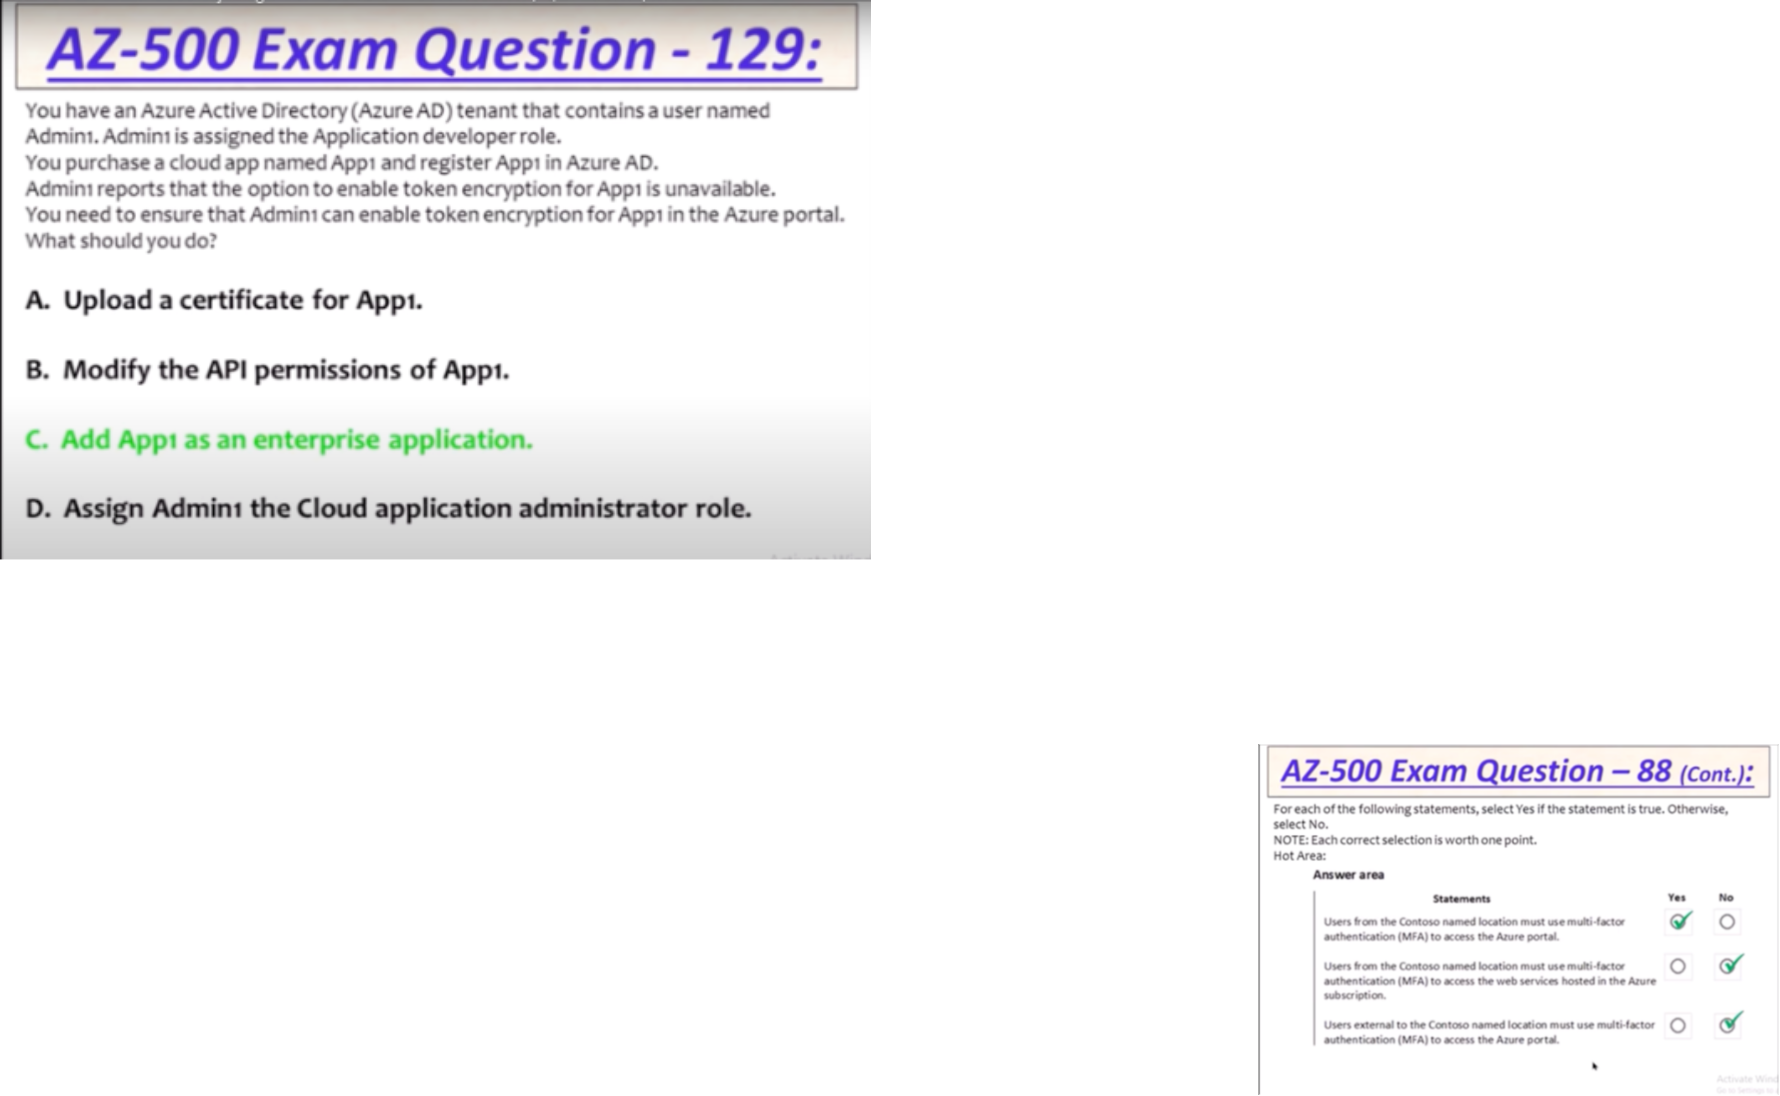 AZ-500 Exam Question - 129:
You have an Azure Active Directory (Azure AD) tenant that contains a user named
Admin1. Admin1 is assigned the Application developer role.
You purchase a cloud app named App1 and register App1 in Azure AD.
Admin1 reports that the option to enable token encryption for App1 is unavailable.
You need to ensure that Admin1 can enable token encryption for App1 in the Azure portal.
What should you do?
A. Upload a certificate for App1.
B. Modify the API permissions of App1.
C. Add App1 as an enterprise application.
D. Assign Admin1 the Cloud application administrator role.
AZ-500 Exam Question – 88 (Cont.):
For each of the following statements, select Yes if the statement is true. Otherwise,
select No.
NOTE: Each correct selection is worth one point.
Hot Area:
Answer area
Statements Yes No
Users from the Contoso named location must use multi-factor
authentication (MFA) to access the Azure portal.
Users from the Contoso named location must use multi-factor
authentication (MFA) to access the web services hosted in the Azure
subscription.
Users external to the Contoso named location must use multi-factor
authentication (MFA) to access the Azure portal.
Activate Wind
Go to Settings to